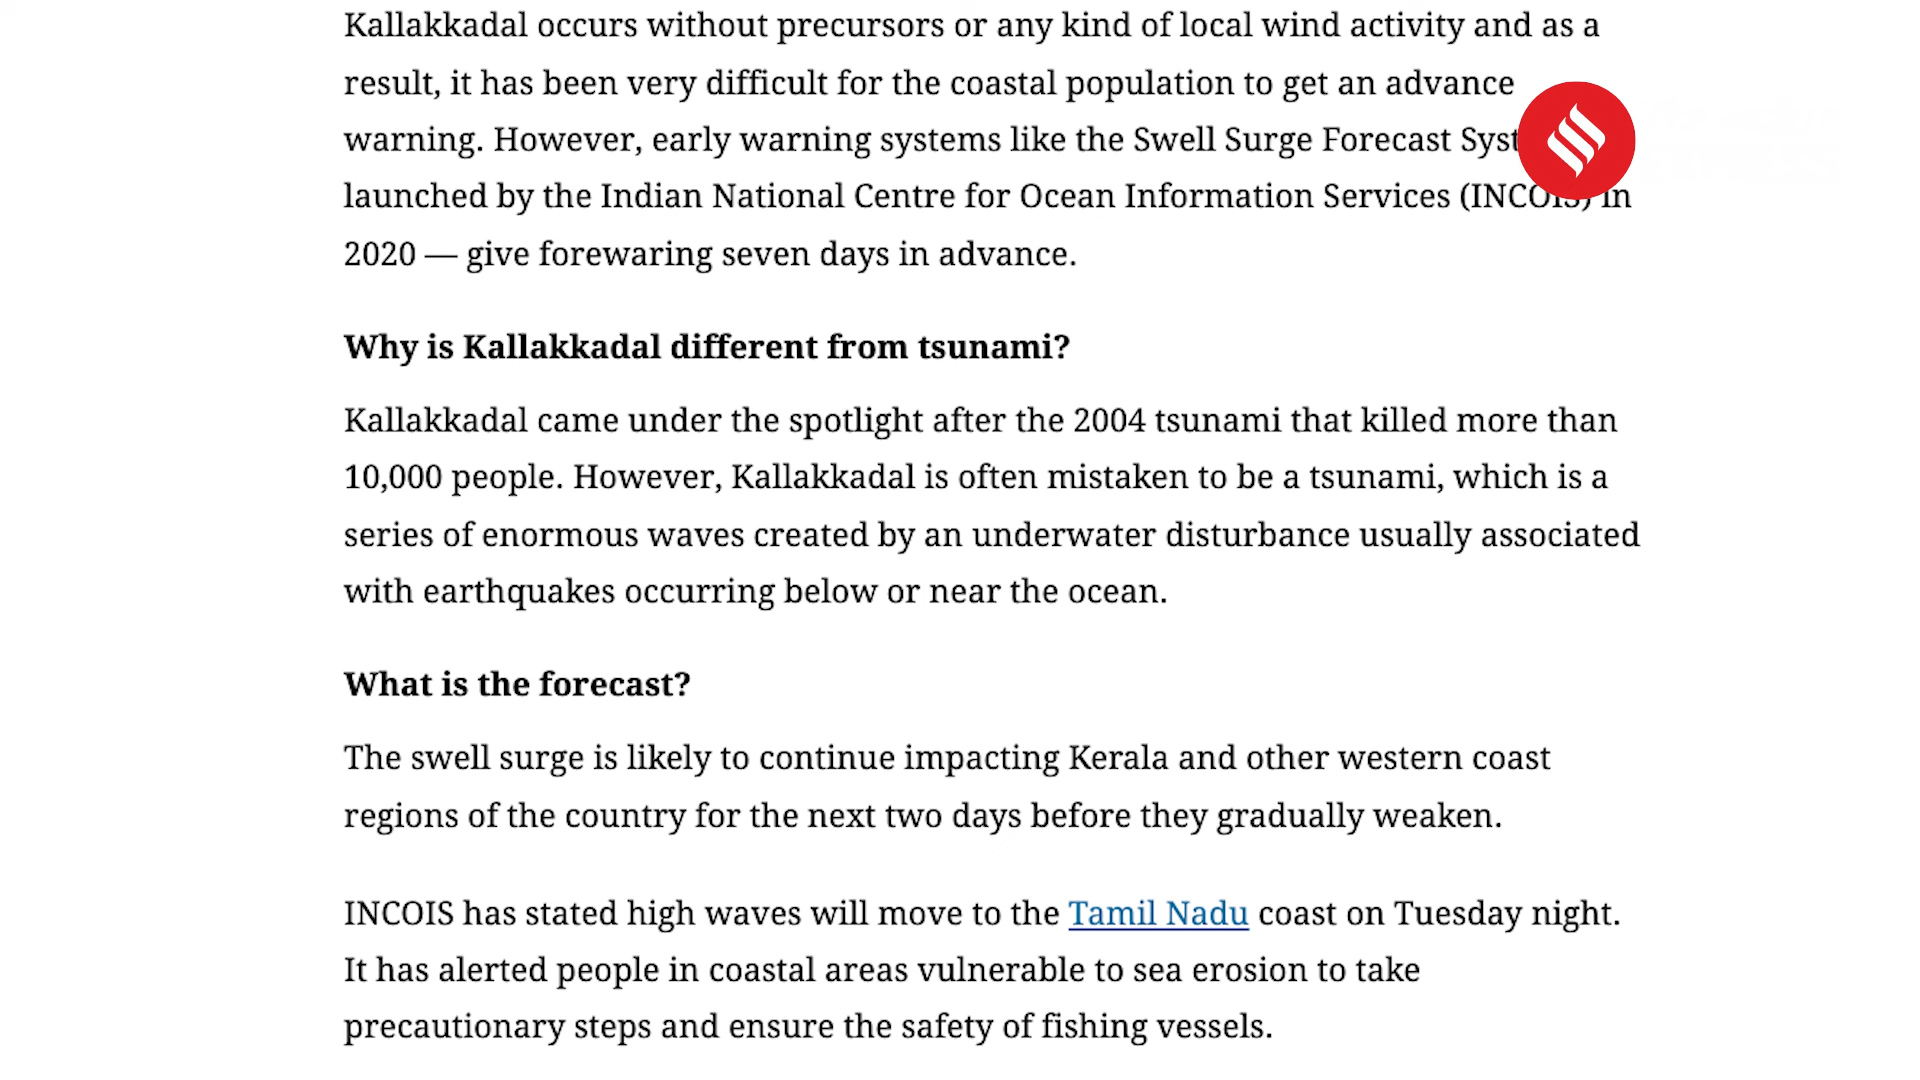 Kallakkadal occurs without precursors or any kind of local wind activity and as a
result, it has been very difficult for the coastal population to get an advance
warning. However, early warning systems like the Swell Surge Forecast
launched by the Indian National Centre for Ocean Information Services (INCOIS) in
2020 — give forewaring seven days in advance.
Why is Kallakkadal different from tsunami?
Kallakkadal came under the spotlight after the 2004 tsunami that killed more than
10,000 people. However, Kallakkadal is often mistaken to be a tsunami, which is a
series of enormous waves created by an underwater disturbance usually associated
with earthquakes occurring below or near the ocean.
What is the forecast?
The swell surge is likely to continue impacting Kerala and other western coast
regions of the country for the next two days before they gradually weaken.
INCOIS has stated high waves will move to the Tamil Nadu coast on Tuesday night.
It has alerted people in coastal areas vulnerable to sea erosion to take
precautionary steps and ensure the safety of fishing vessels.